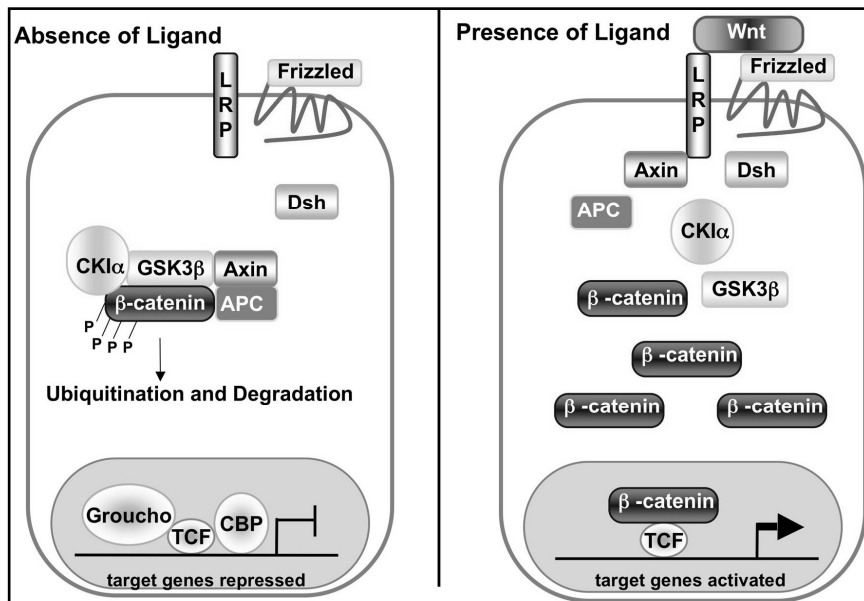 Absence of Ligand
LRP
Frizzled
Dsh
CKIα
GSK3β
Axin
β-catenin
APC
P
P P P
Ubiquitination and Degradation
Groucho
TCF
CBP
target genes repressed
Presence of Ligand
Wnt
LRP
Frizzled
Axin
Dsh
APC
CKIα
β -catenin
GSK3β
β -catenin
β -catenin
β -catenin
β -catenin
TCF
target genes activated